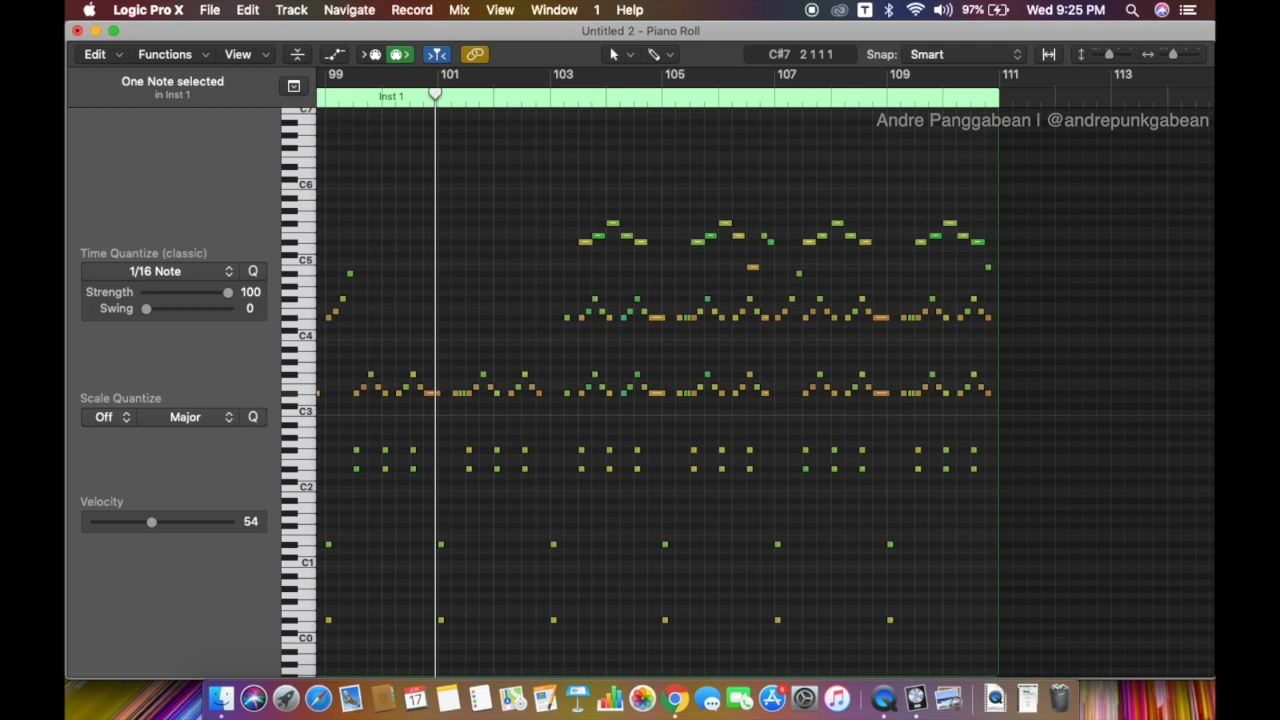 Logic Pro X File Edit Track Navigate Record Mix View Window 1 Help 97% Wed 9:25 PM
Untitled 2 - Piano Roll
Edit Functions View C#7 2 1 1 1 Snap: Smart
One Note selected
in Inst 1
99 101 103 105 107 109 111 113
Inst 1
Andre Panggabean I @andrepunkgabean
C7
C6
C5
C4
C3
C2
C1
C0
Time Quantize (classic)
1/16 Note Q
Strength 100
Swing 0
Scale Quantize
Off Major Q
Velocity
54
17